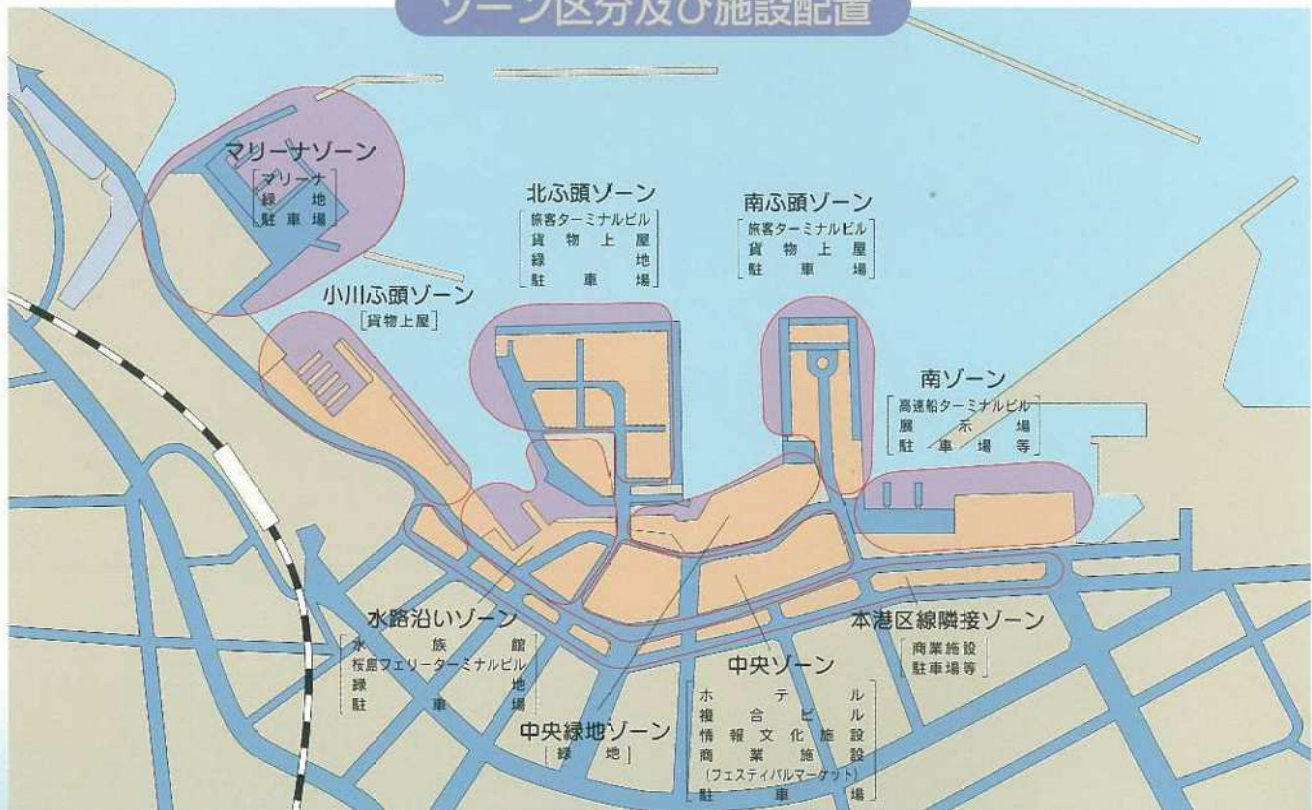 ゾーン区分及び施設配置
マリーナゾーン
マリーナ
緑地
駐車場
北ふ頭ゾーン
旅客ターミナルビル
貨物上屋
緑地
駐車場
南ふ頭ゾーン
旅客ターミナルビル
貨物上屋
駐車場
小川ふ頭ゾーン
[貨物上屋]
南ゾーン
高速船ターミナルビル
展示場
駐車場等
水路沿いゾーン
水族館
桜島フェリーターミナルビル
緑地
駐車場
中央緑地ゾーン
[緑地]
中央ゾーン
ホテル
複合ビル
情報文化施設
商業施設
(フェスティバルマーケット)
駐車場
本港区線隣接ゾーン
商業施設
駐車場等